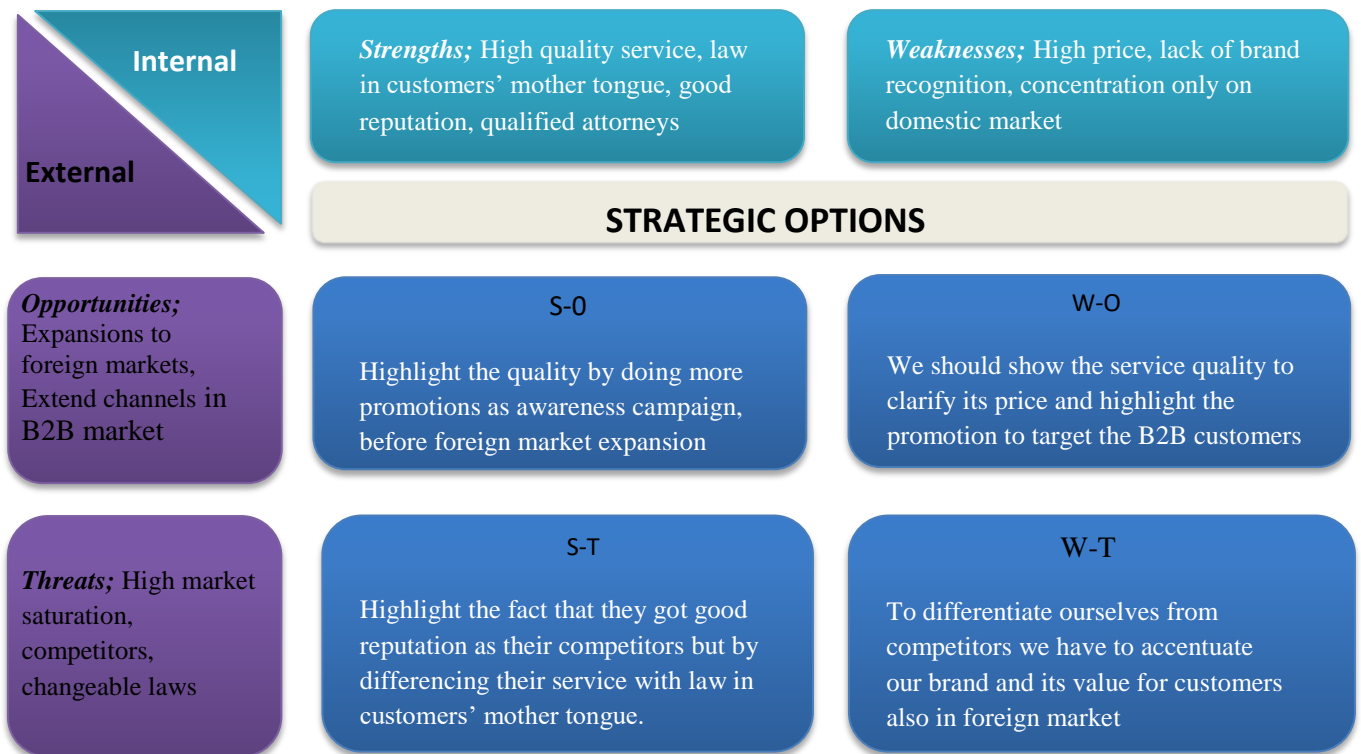 Internal
External
Strengths; High quality service, law
in customers’ mother tongue, good
reputation, qualified attorneys
Weaknesses; High price, lack of brand
recognition, concentration only on
domestic market
STRATEGIC OPTIONS
Opportunities;
Expansions to
foreign markets,
Extend channels in
B2B market
S-0
Highlight the quality by doing more
promotions as awareness campaign,
before foreign market expansion
W-O
We should show the service quality to
clarify its price and highlight the
promotion to target the B2B customers
Threats; High market
saturation,
competitors,
changeable laws
S-T
Highlight the fact that they got good
reputation as their competitors but by
differencing their service with law in
customers’ mother tongue.
W-T
To differentiate ourselves from
competitors we have to accentuate
our brand and its value for customers
also in foreign market